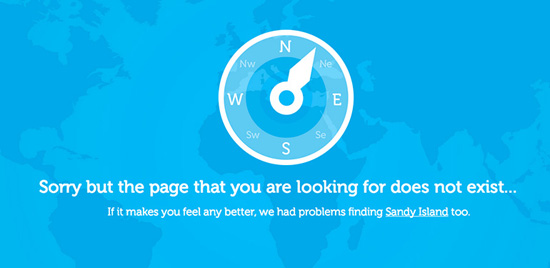 N
Nw Ne
W E
Sw Se
S
Sorry but the page that you are looking for does not exist...
If it makes you feel any better, we had problems finding Sandy Island too.